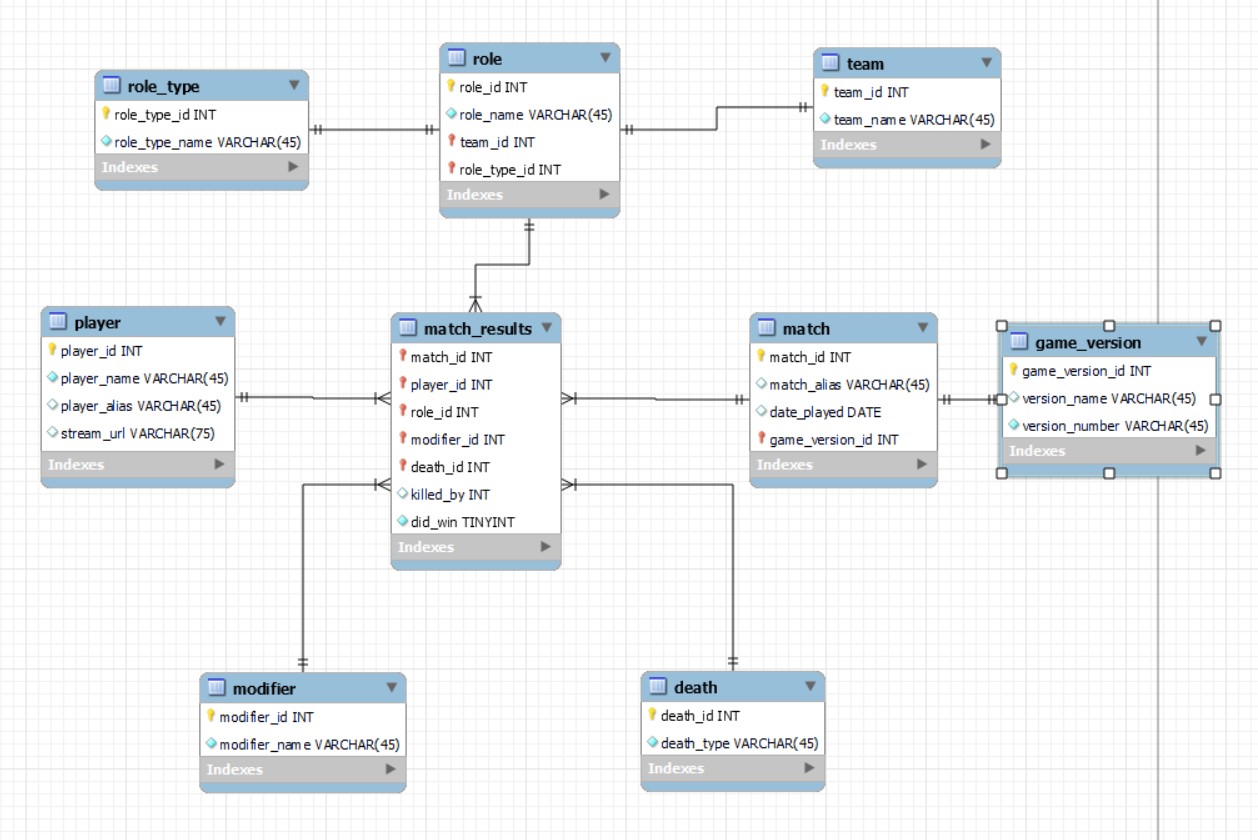 role_type
role_type_id INT
role_type_name VARCHAR(45)
Indexes
role
role_id INT
role_name VARCHAR(45)
team_id INT
role_type_id INT
Indexes
team
team_id INT
team_name VARCHAR(45)
Indexes
player
player_id INT
player_name VARCHAR(45)
player_alias VARCHAR(45)
stream_url VARCHAR(75)
Indexes
match_results
match_id INT
player_id INT
role_id INT
modifier_id INT
death_id INT
killed_by INT
did_win TINYINT
Indexes
match
match_id INT
match_alias VARCHAR(45)
date_played DATE
game_version_id INT
Indexes
game_version
game_version_id INT
version_name VARCHAR(45)
version_number VARCHAR(45)
Indexes
modifier
modifier_id INT
modifier_name VARCHAR(45)
Indexes
death
death_id INT
death_type VARCHAR(45)
Indexes